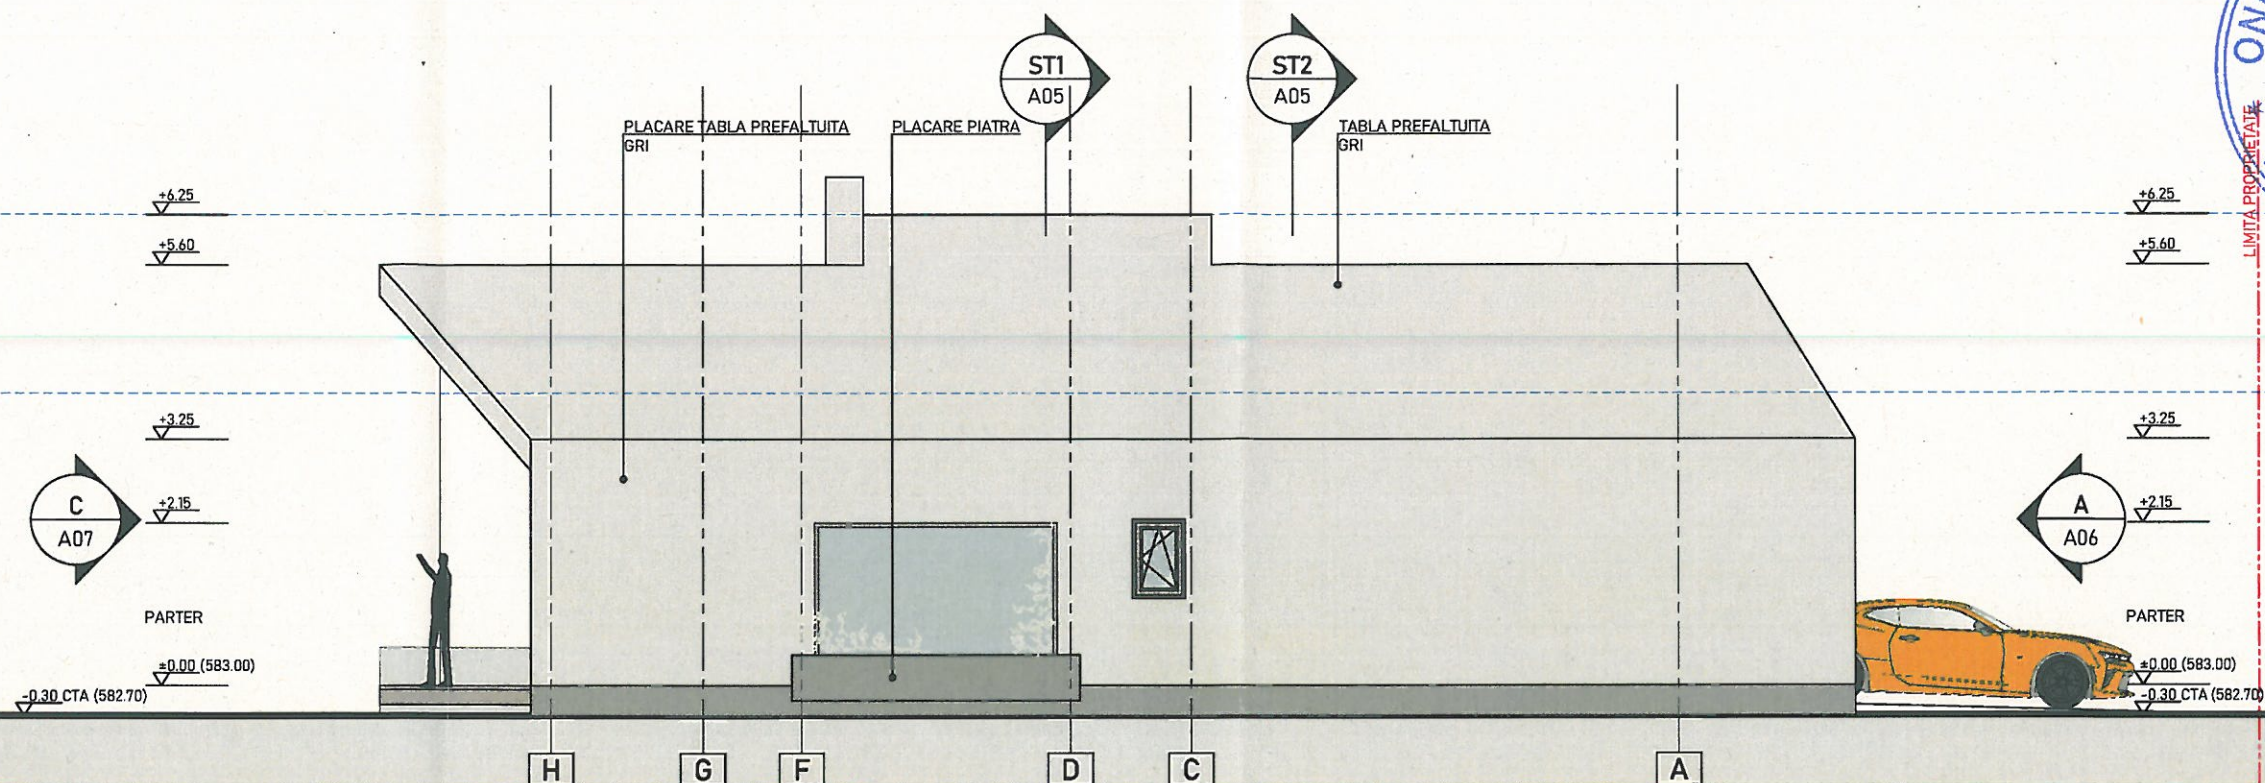 ST1
A05
ST2
A05
ON
PLACARE TABLA PREFALTUITA
GRI
PLACARE PIATRA
TABLA PREFALTUITA
GRI
LIMITA PROPRIETATE
+6.25
+6.25
+5.60
+5.60
+3.25
+3.25
C
A07
+2.15
A
A06
+2.15
PARTER
PARTER
±0.00 (583.00)
±0.00 (583.00)
-0.30 CTA (582.70)
-0.30 CTA (582.70)
H
G
F
D
C
A